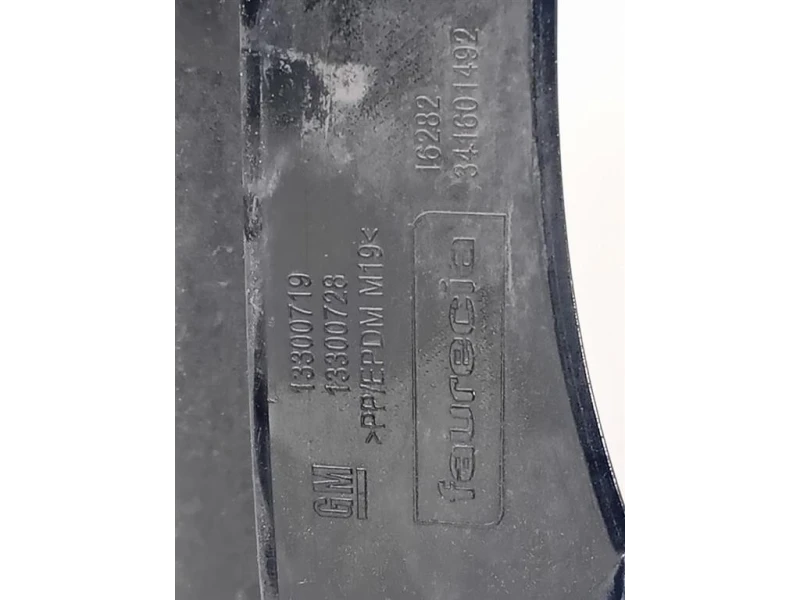 GM
13300719
13300728
>PP/EPDM M19<
faurecia
16282
341601492